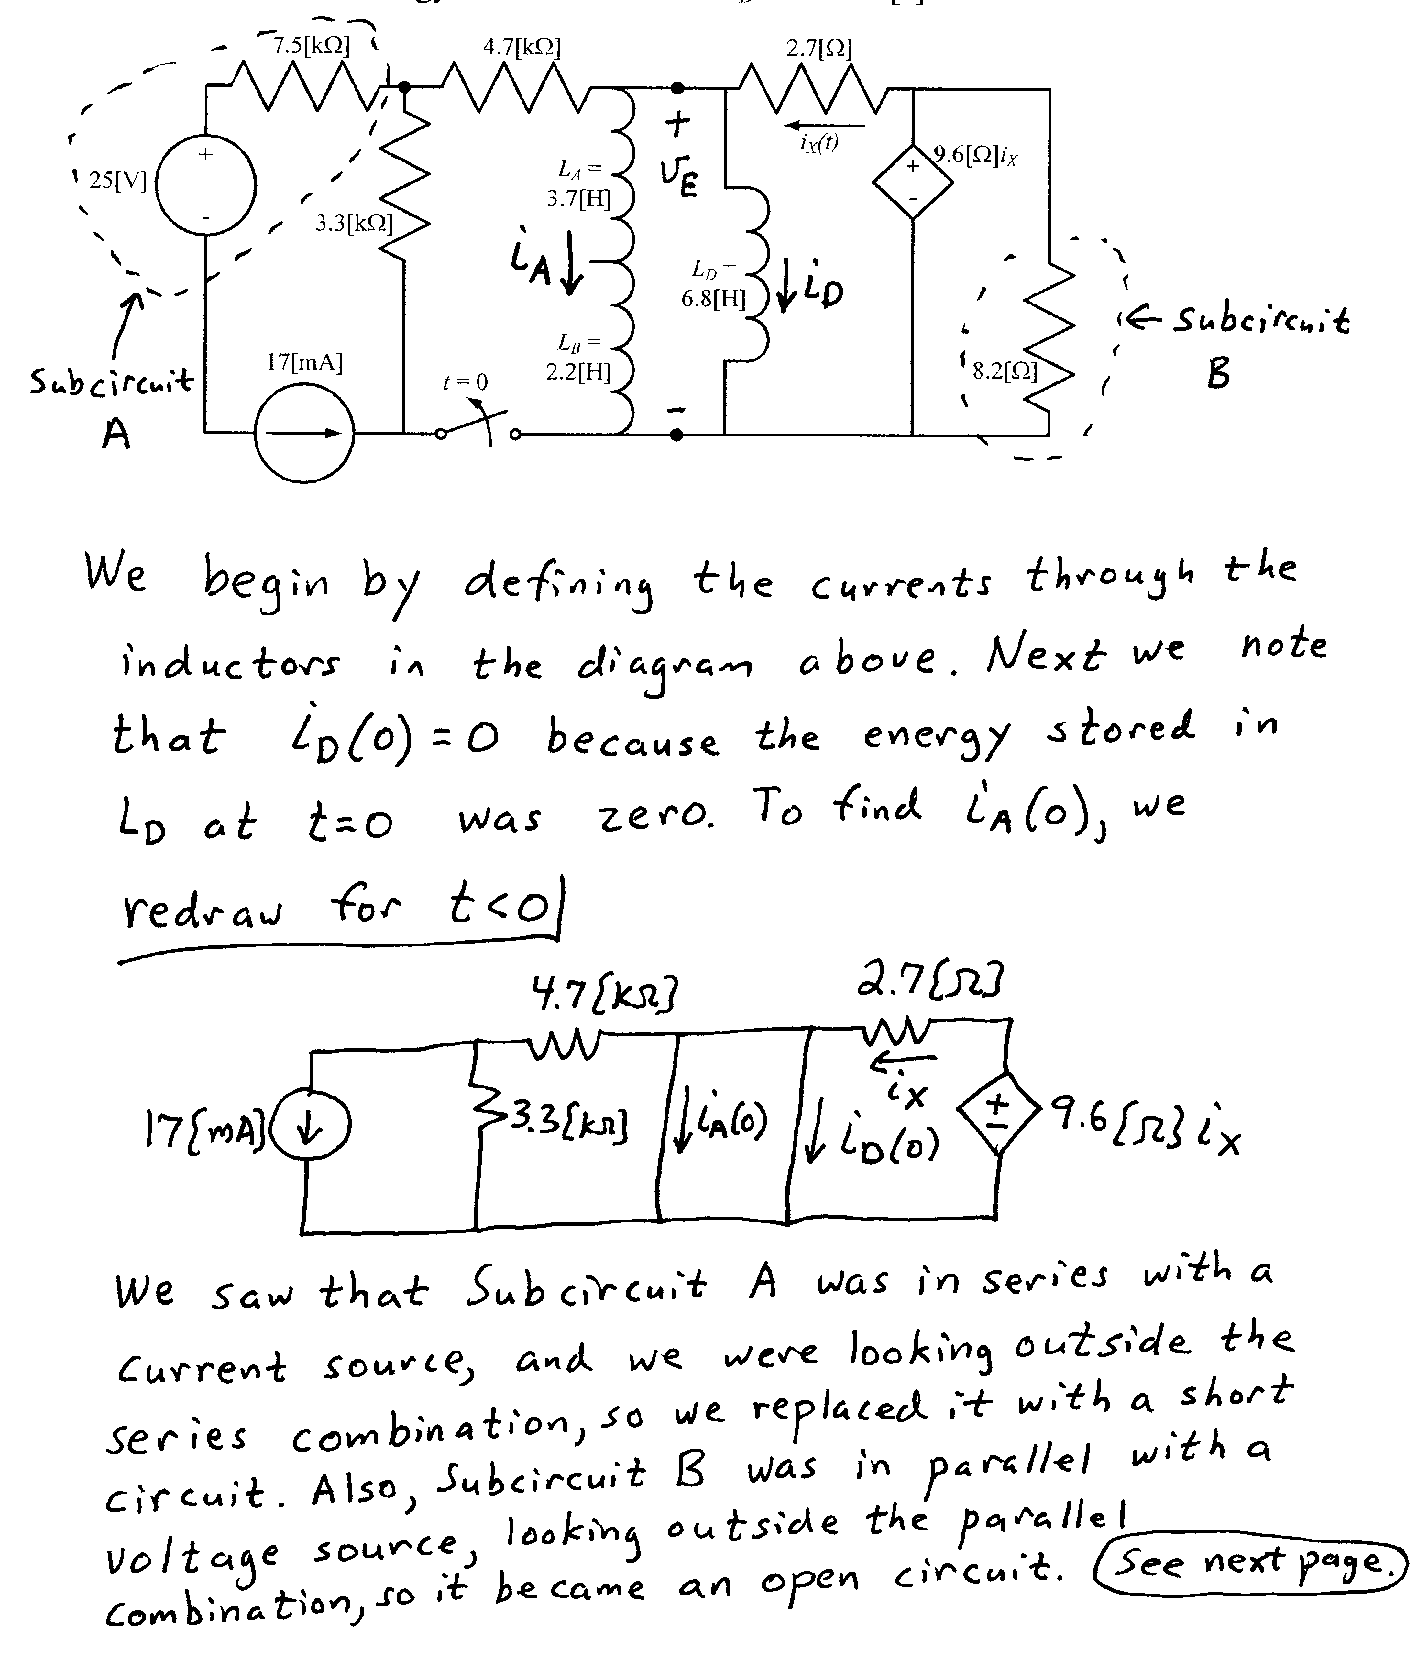 7.5[kΩ]
4.7[kΩ]
2.7[Ω]
iX(t)
+
25[V]
-
3.3[kΩ]
LA =
3.7[H]
+
vE
-
iA
LD =
6.8[H]
iD
+
-
9.6[Ω]iX
Subcircuit
A
17[mA]
t = 0
LB =
2.2[H]
8.2[Ω]
Subcircuit
B
We begin by defining the currents through the
inductors in the diagram above. Next we note
that iD(0) = 0 because the energy stored in
LD at t=0 was zero. To find iA(0), we
redraw for t<0
4.7[kΩ]
2.7[Ω]
iX
17[mA]
3.3[kΩ]
iA(0)
iD(0)
+
-
9.6[Ω] iX
We saw that Subcircuit A was in series with a
current source, and we were looking outside the
series combination, so we replaced it with a short
circuit. Also, Subcircuit B was in parallel with a
voltage source, looking outside the parallel
combination, so it became an open circuit. See next page.